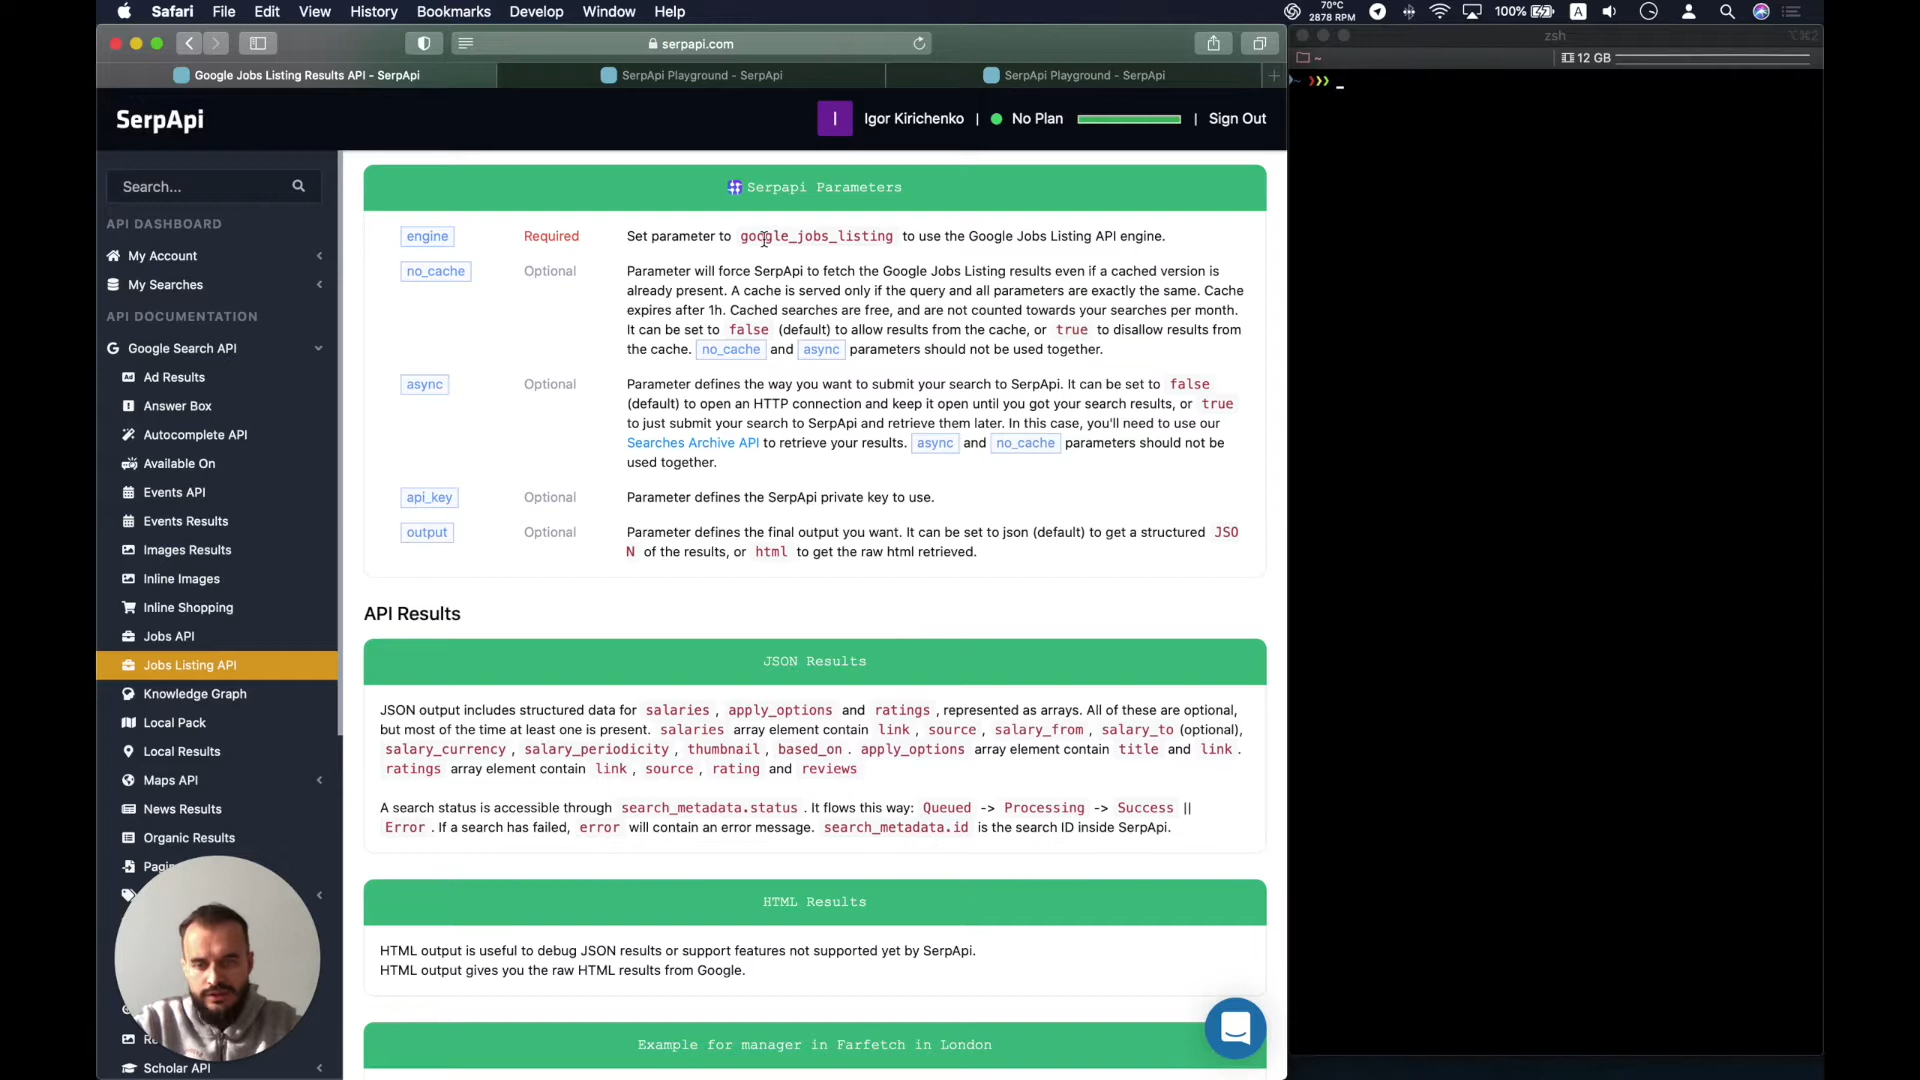 Safari File Edit View History Bookmarks Develop Window Help
70°C
2878 RPM
100%
A
serpapi.com
Google Jobs Listing Results API - SerpApi
SerpApi Playground - SerpApi
SerpApi Playground - SerpApi
SerpApi
I Igor Kirichenko | No Plan | Sign Out
Search...
API DASHBOARD
My Account
My Searches
API DOCUMENTATION
Google Search API
Ad Results
Answer Box
Autocomplete API
Available On
Events API
Events Results
Images Results
Inline Images
Inline Shopping
Jobs API
Jobs Listing API
Knowledge Graph
Local Pack
Local Results
Maps API
News Results
Organic Results
Scholar API
Serpapi Parameters
engine Required Set parameter to google_jobs_listing to use the Google Jobs Listing API engine.
no_cache Optional Parameter will force SerpApi to fetch the Google Jobs Listing results even if a cached version is
already present. A cache is served only if the query and all parameters are exactly the same. Cache
expires after 1h. Cached searches are free, and are not counted towards your searches per month.
It can be set to false (default) to allow results from the cache, or true to disallow results from
the cache. no_cache and async parameters should not be used together.
async Optional Parameter defines the way you want to submit your search to SerpApi. It can be set to false
(default) to open an HTTP connection and keep it open until you got your search results, or true
to just submit your search to SerpApi and retrieve them later. In this case, you'll need to use our
Searches Archive API to retrieve your results. async and no_cache parameters should not be
used together.
api_key Optional Parameter defines the SerpApi private key to use.
output Optional Parameter defines the final output you want. It can be set to json (default) to get a structured JSO
N of the results, or html to get the raw html retrieved.
API Results
JSON Results
JSON output includes structured data for salaries , apply_options and ratings , represented as arrays. All of these are optional,
but most of the time at least one is present. salaries array element contain link , source , salary_from , salary_to (optional),
salary_currency , salary_periodicity , thumbnail , based_on . apply_options array element contain title and link .
ratings array element contain link , source , rating and reviews
A search status is accessible through search_metadata.status . It flows this way: Queued -> Processing -> Success ||
Error . If a search has failed, error will contain an error message. search_metadata.id is the search ID inside SerpApi.
HTML Results
HTML output is useful to debug JSON results or support features not supported yet by SerpApi.
HTML output gives you the raw HTML results from Google.
Example for manager in Farfetch in London
zsh
⌥⌘2
~
12 GB
~ ❯❯❯ _